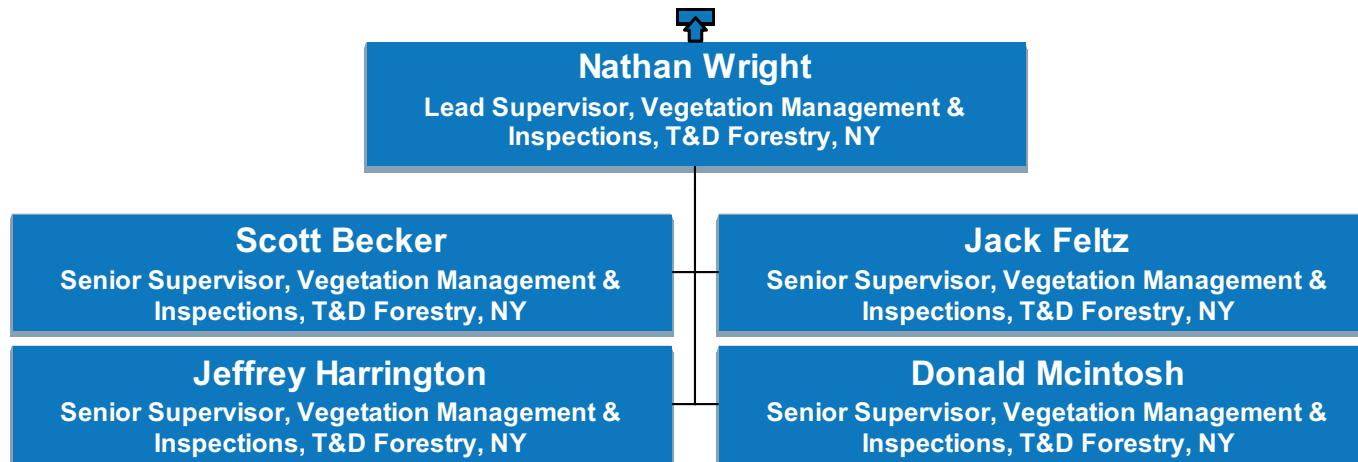 Nathan Wright
Lead Supervisor, Vegetation Management &
Inspections, T&D Forestry, NY
Scott Becker
Senior Supervisor, Vegetation Management &
Inspections, T&D Forestry, NY
Jack Feltz
Senior Supervisor, Vegetation Management &
Inspections, T&D Forestry, NY
Jeffrey Harrington
Senior Supervisor, Vegetation Management &
Inspections, T&D Forestry, NY
Donald Mcintosh
Senior Supervisor, Vegetation Management &
Inspections, T&D Forestry, NY